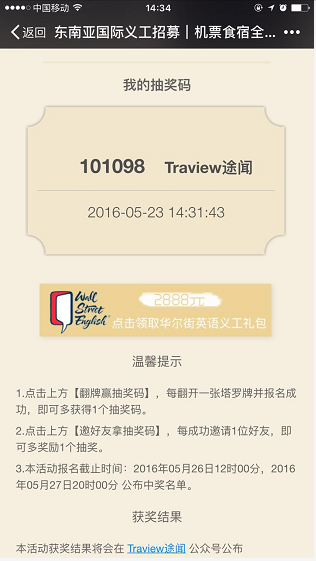 中国移动
14:34
返回 东南亚国际义工招募｜机票食宿全...
我的抽奖码
101098 Traview途闻
2016-05-23 14:31:43
Wall
Street
English
2888元
点击领取华尔街英语义工礼包
温馨提示
1.点击上方【翻牌赢抽奖码】，每翻开一张塔罗牌并报名成
功，即可多获得1个抽奖码。
2.点击上方【邀好友拿抽奖码】，每成功邀请1位好友，即
可多奖励1个抽奖。
3.本活动报名截止时间：2016年05月26日12时00分，2016
年05月27日20时00分 公布中奖名单。
获奖结果
本活动获奖结果将会在 Traview途闻 公众号公布